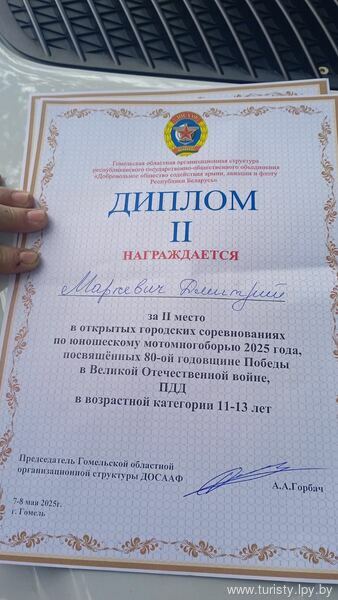 Гомельская областная организационная структура
республиканского государственно-общественного объединения
«Добровольное общество содействия армии, авиации и флоту
Республики Беларусь»
ДИПЛОМ
II
НАГРАЖДАЕТСЯ
Маркевич Дмитрий
за II место
в открытых городских соревнованиях
по юношескому мотомногоборью 2025 года,
посвящённых 80-ой годовщине Победы
в Великой Отечественной войне,
ПДД
в возрастной категории 11-13 лет
Председатель Гомельской областной
организационной структуры ДОСААФ
А.А.Горбач
7-8 мая 2025г.
г. Гомель
www.turisty.lpy.by